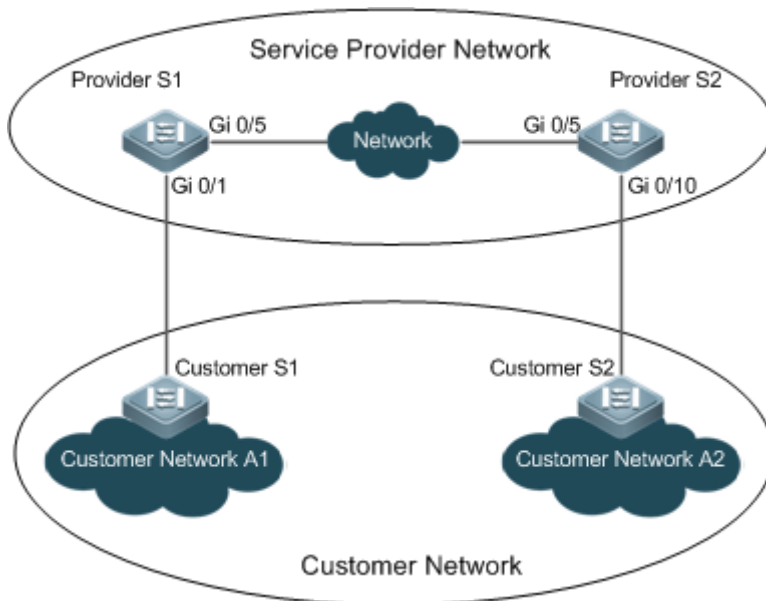 Service Provider Network
Provider S1
Provider S2
Gi 0/5
Network
Gi 0/5
Gi 0/1
Gi 0/10
Customer S1
Customer S2
Customer Network A1
Customer Network A2
Customer Network